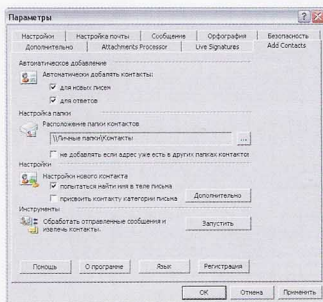 Параметры
Настройки Настройка почты Сообщение Орфография Безопасность
Дополнительно Attachments Processor Live Signatures Add Contacts
Автоматическое добавление
Автоматически добалять контакты:
для новых писем
для ответов
Настройка папки
Расположение папки контактов
\\Личные папки\Контакты ...
не добавлять если адрес уже есть в других папках контактов
Настройки
Настройки нового контакта
попытаться найти имя в теле письма
присвоить контакту категории письма Дополнительно
Инструменты
Обработать отправленные сообщения и
извлечь контакты. Запустить
Помощь О программе Язык Регистрация
ОК Отмена Применить